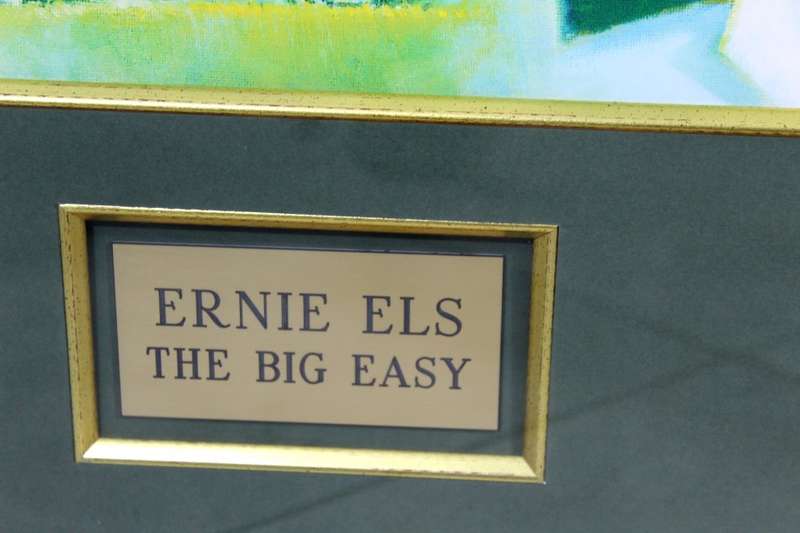 ERNIE ELS
THE BIG EASY